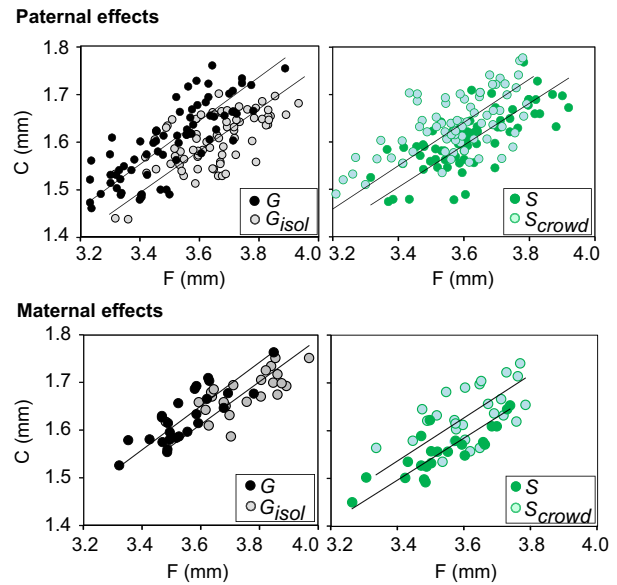 Paternal effects
C (mm)
1.8
1.7
1.6
1.5
1.4
3.2 3.4 3.6 3.8 4.0
F (mm)
G
Gisol
3.2 3.4 3.6 3.8 4.0
F (mm)
S
Scrowd
Maternal effects
C (mm)
1.8
1.7
1.6
1.5
1.4
3.2 3.4 3.6 3.8 4.0
F (mm)
G
Gisol
3.2 3.4 3.6 3.8 4.0
F (mm)
S
Scrowd